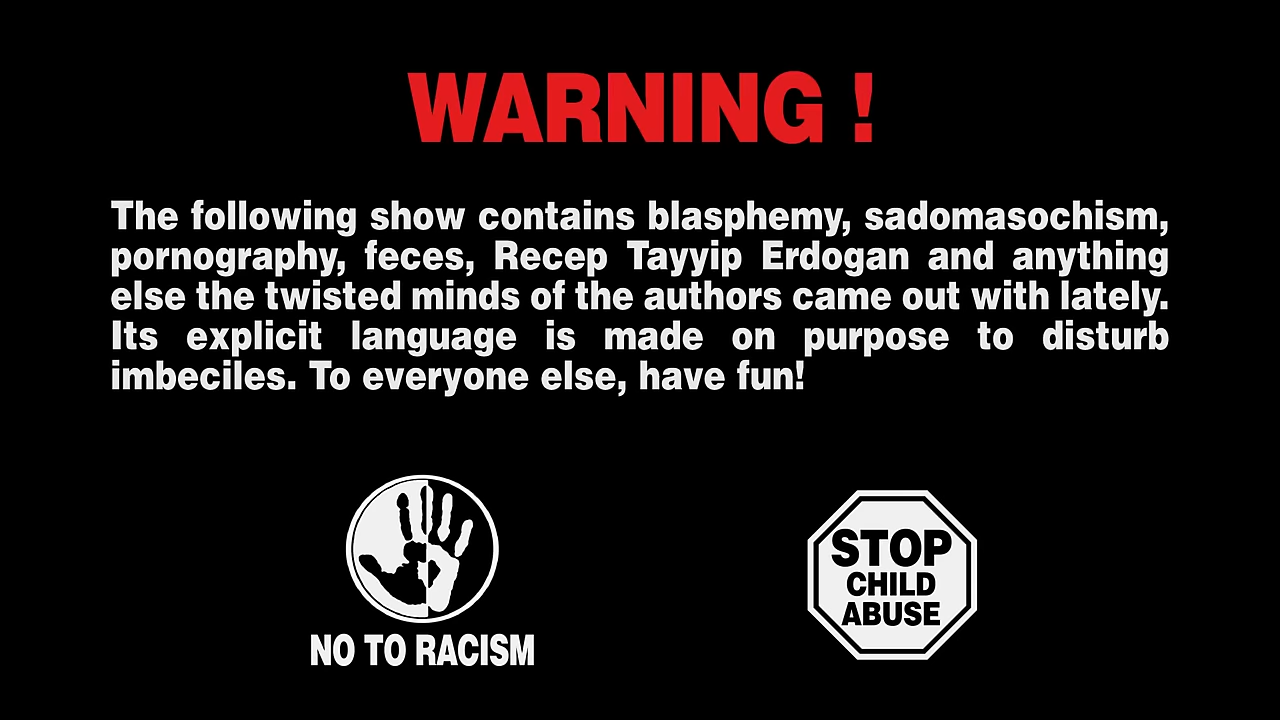 WARNING !
The following show contains blasphemy, sadomasochism,
pornography, feces, Recep Tayyip Erdogan and anything
else the twisted minds of the authors came out with lately.
Its explicit language is made on purpose to disturb
imbeciles. To everyone else, have fun!
NO TO RACISM
STOP
CHILD
ABUSE